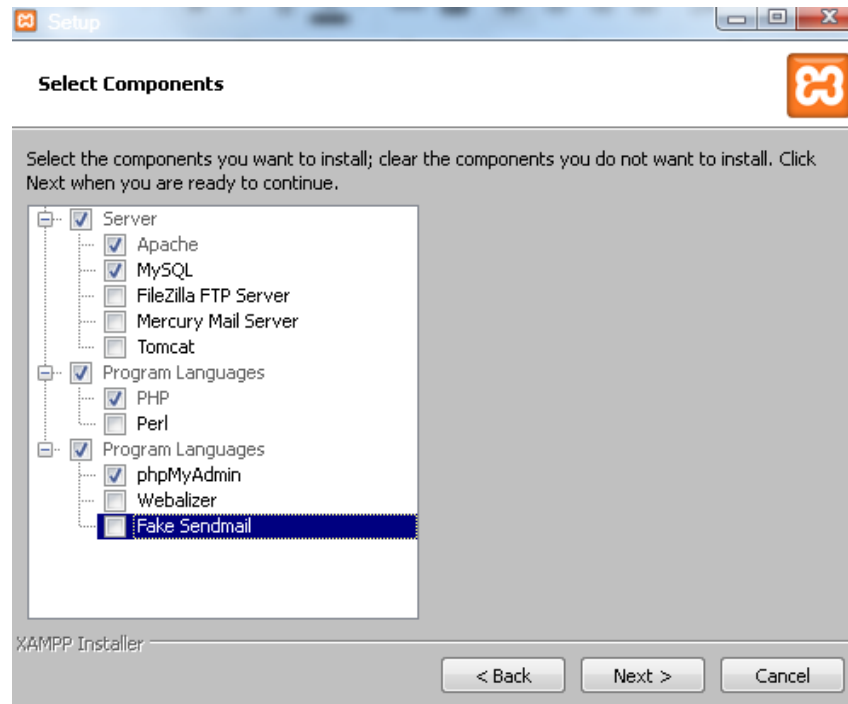 Setup
Select Components
Select the components you want to install; clear the components you do not want to install. Click
Next when you are ready to continue.
Server
Apache
MySQL
FileZilla FTP Server
Mercury Mail Server
Tomcat
Program Languages
PHP
Perl
Program Languages
phpMyAdmin
Webalizer
Fake Sendmail
XAMPP Installer
< Back Next > Cancel